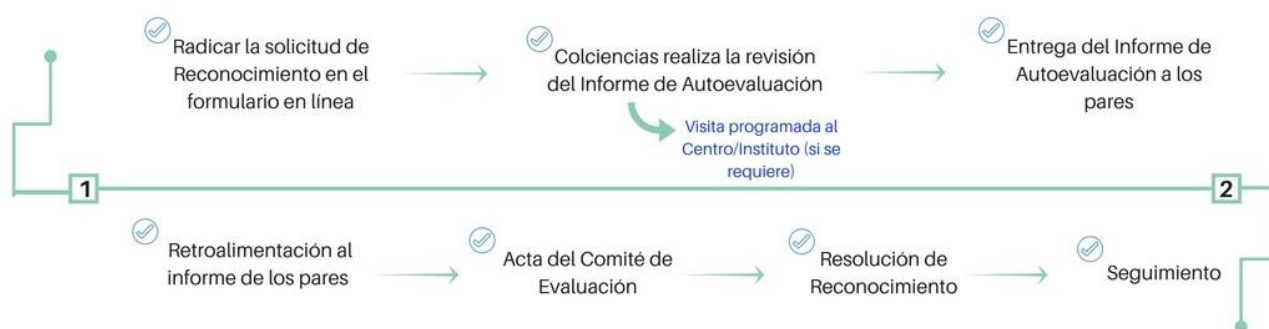 Radicar la solicitud de
Reconocimiento en el
formulario en línea
Colciencias realiza la revisión
del Informe de Autoevaluación
Visita programada al
Centro/Instituto (si se
requiere)
Entrega del Informe de
Autoevaluación a los
pares
1
2
Retroalimentación al
informe de los pares
Acta del Comité de
Evaluación
Resolución de
Reconocimiento
Seguimiento